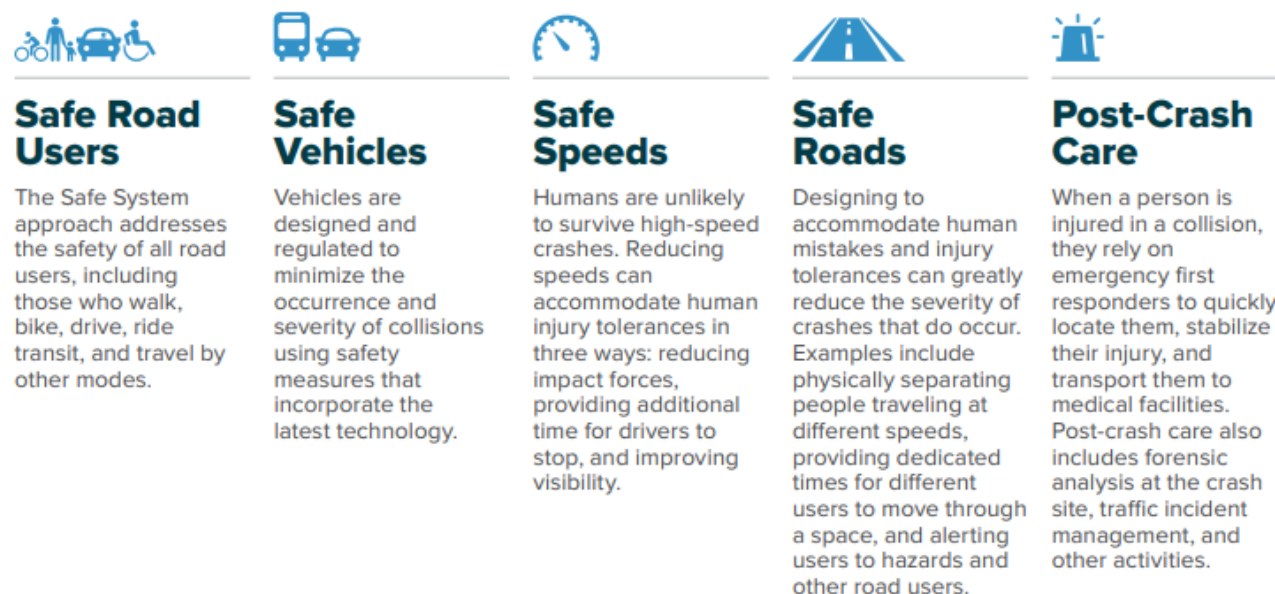 Safe Road
Users
The Safe System
approach addresses
the safety of all road
users, including
those who walk,
bike, drive, ride
transit, and travel by
other modes.
Safe
Vehicles
Vehicles are
designed and
regulated to
minimize the
occurrence and
severity of collisions
using safety
measures that
incorporate the
latest technology.
Safe
Speeds
Humans are unlikely
to survive high-speed
crashes. Reducing
speeds can
accommodate human
injury tolerances in
three ways: reducing
impact forces,
providing additional
time for drivers to
stop, and improving
visibility.
Safe
Roads
Designing to
accommodate human
mistakes and injury
tolerances can greatly
reduce the severity of
crashes that do occur.
Examples include
physically separating
people traveling at
different speeds,
providing dedicated
times for different
users to move through
a space, and alerting
users to hazards and
other road users.
Post-Crash
Care
When a person is
injured in a collision,
they rely on
emergency first
responders to quickly
locate them, stabilize
their injury, and
transport them to
medical facilities.
Post-crash care also
includes forensic
analysis at the crash
site, traffic incident
management, and
other activities.